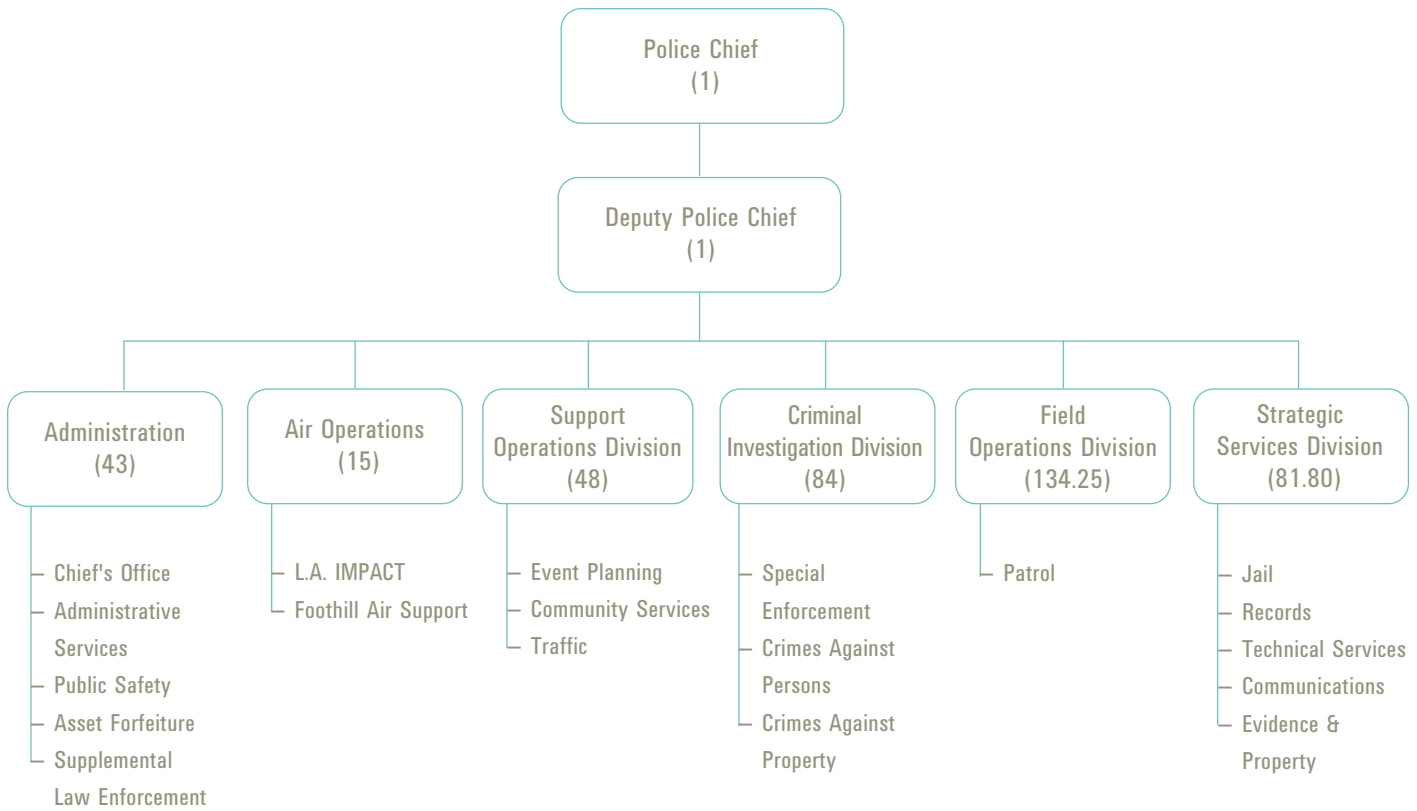 Police Chief
(1)
Deputy Police Chief
(1)
Administration
(43)
Air Operations
(15)
Support
Operations Division
(48)
Criminal
Investigation Division
(84)
Field
Operations Division
(134.25)
Strategic
Services Division
(81.80)
Chief's Office
Administrative
Services
Public Safety
Asset Forfeiture
Supplemental
Law Enforcement
L.A. IMPACT
Foothill Air Support
Event Planning
Community Services
Traffic
Special
Enforcement
Crimes Against
Persons
Crimes Against
Property
Patrol
Jail
Records
Technical Services
Communications
Evidence &
Property